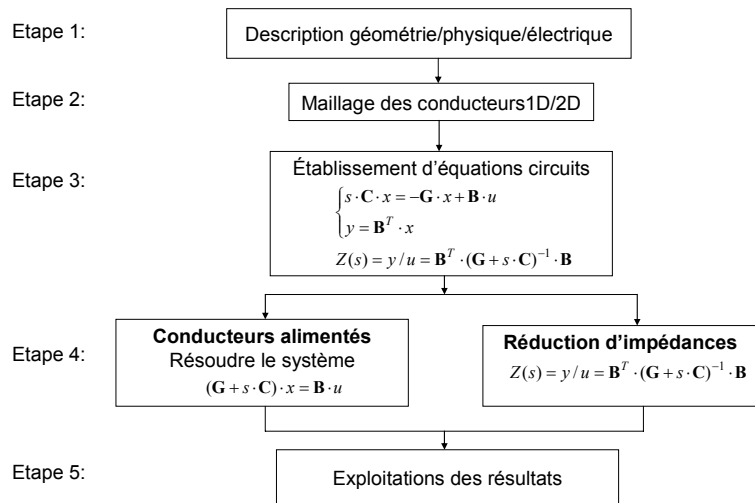 Etape 1:
Description géométrie/physique/électrique
Etape 2:
Maillage des conducteurs1D/2D
Etape 3:
Établissement d'équations circuits
s · C · x = −G · x + B · u
y = B^T · x
Z(s) = y / u = B^T · (G + s · C)^−1 · B
Etape 4:
Conducteurs alimentés
Résoudre le système
(G + s · C) · x = B · u
Réduction d'impédances
Z(s) = y / u = B^T · (G + s · C)^−1 · B
Etape 5:
Exploitations des résultats